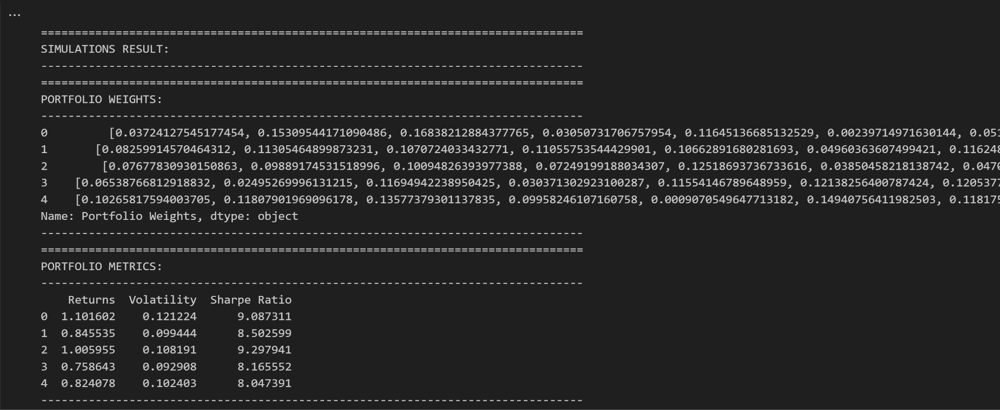 ...
================================================================================
SIMULATIONS RESULT:
--------------------------------------------------------------------------------
================================================================================
PORTFOLIO WEIGHTS:
--------------------------------------------------------------------------------
0 [0.03724127545177454, 0.15309544171090486, 0.16838212884377765, 0.03050731706757954, 0.11645136685132529, 0.00239714971630144, 0.051
1 [0.08259914570464312, 0.11305464899873231, 0.1070724033432771, 0.11055753544429901, 0.10662891680281693, 0.04960363607499421, 0.11624
2 [0.07677830930150863, 0.09889174531518996, 0.10094826393977388, 0.07249199188034307, 0.12518693736733616, 0.03850458218138742, 0.047
3 [0.06538766812918832, 0.02495269996131215, 0.11694942238950425, 0.030371302923100287, 0.11554146789648959, 0.12138256400787424, 0.120537
4 [0.10265817594003705, 0.11807901969096178, 0.13577379301137835, 0.09958246107160758, 0.0009070549647713182, 0.14940756411982503, 0.11817
Name: Portfolio Weights, dtype: object
--------------------------------------------------------------------------------
================================================================================
PORTFOLIO METRICS:
--------------------------------------------------------------------------------
Returns Volatility Sharpe Ratio
0 1.101602 0.121224 9.087311
1 0.845535 0.099444 8.502599
2 1.005955 0.108191 9.297941
3 0.758643 0.092908 8.165552
4 0.824078 0.102403 8.047391
--------------------------------------------------------------------------------